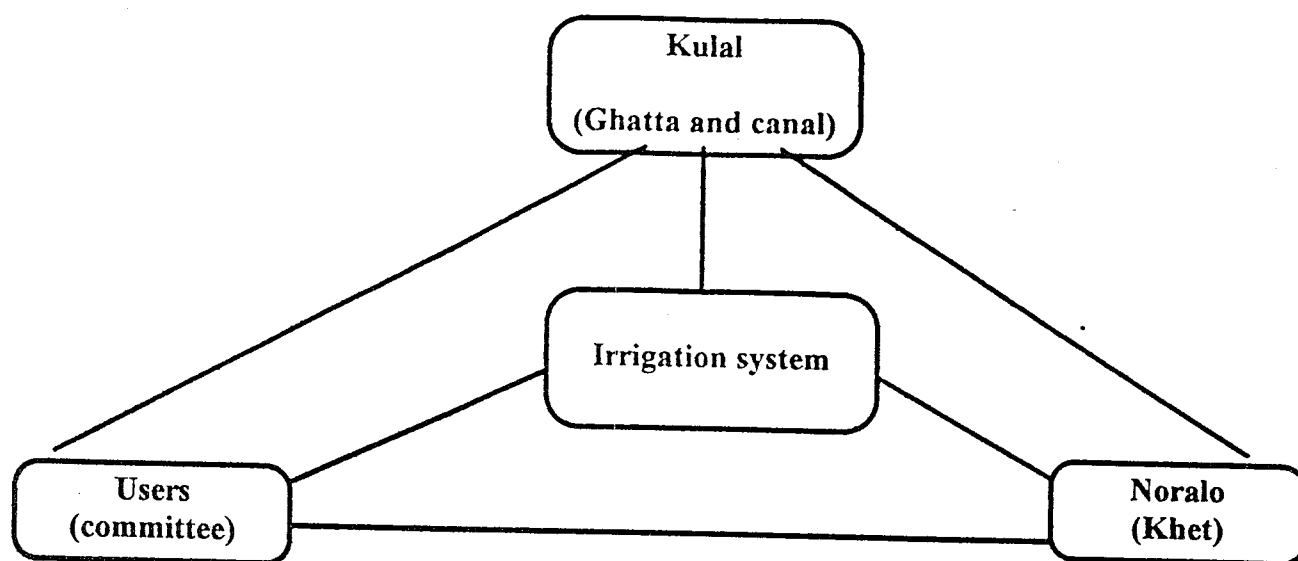 Kulal
(Ghatta and canal)
Irrigation system
Users
(committee)
Noralo
(Khet)